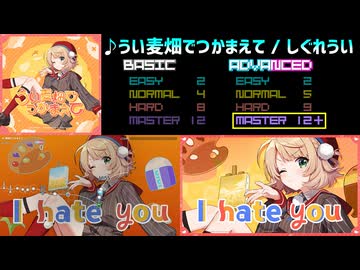 ♪うい麦畑でつかまえて / しぐれうい
BASIC ADVANCED
EASY 2 EASY 2
NORMAL 4 NORMAL 5
HARD 8 HARD 9
MASTER 12 MASTER 12+
I hate you
I hate you